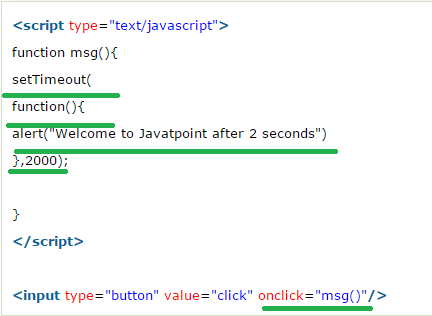 <script type="text/javascript">
function msg(){
setTimeout(
function(){
alert("Welcome to Javatpoint after 2 seconds")
},2000);
}
</script>
<input type="button" value="click" onclick="msg()"/>